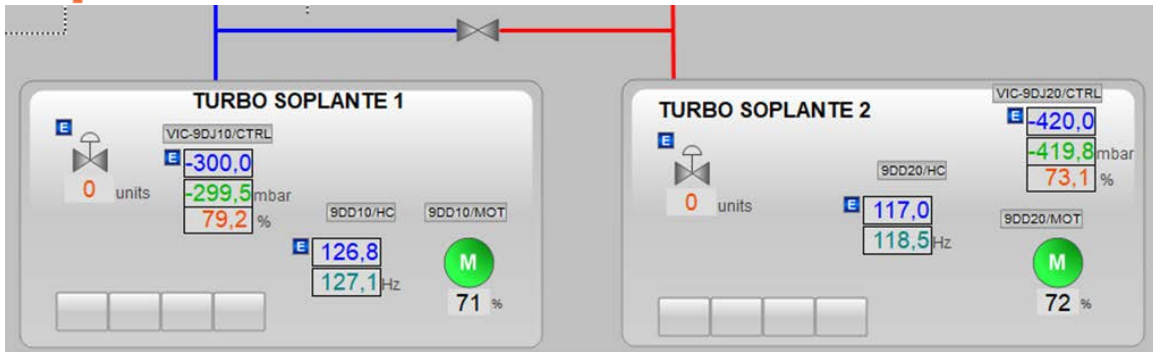 TURBO SOPLANTE 1
E
VIC-9DJ10/CTRL
E -300,0
-299,5 mbar
79,2 %
0 units
9DD10/HC
E 126,8
127,1 Hz
9DD10/MOT
M
71 %
TURBO SOPLANTE 2
E
0 units
VIC-9DJ20/CTRL
E -420,0
-419,8 mbar
73,1 %
9DD20/HC
E 117,0
118,5 Hz
9DD20/MOT
M
72 %